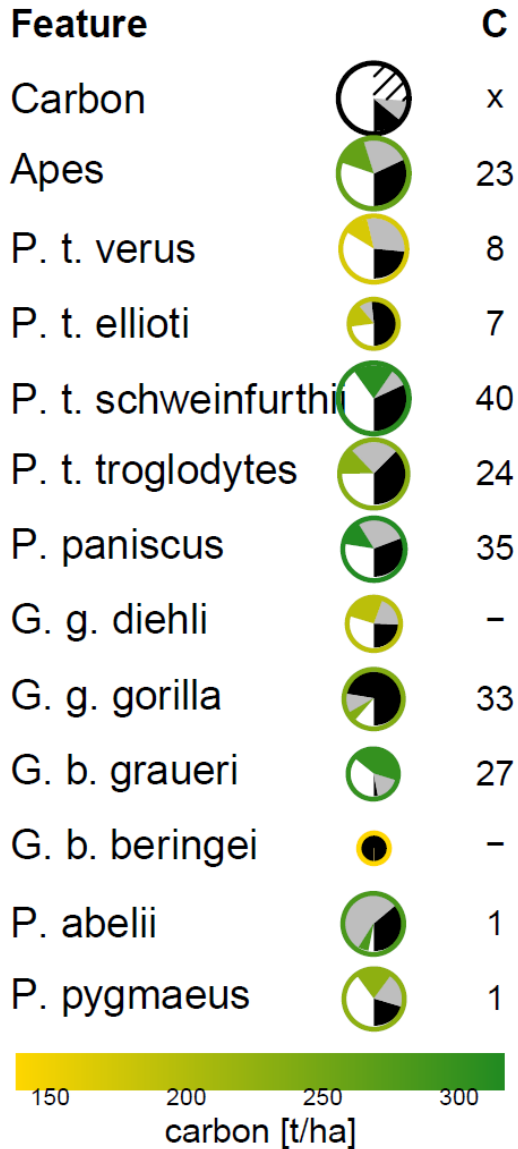 Feature C
Carbon x
Apes 23
P. t. verus 8
P. t. ellioti 7
P. t. schweinfurthii 40
P. t. troglodytes 24
P. paniscus 35
G. g. diehli –
G. g. gorilla 33
G. b. graueri 27
G. b. beringei –
P. abelii 1
P. pygmaeus 1
150 200 250 300
carbon [t/ha]